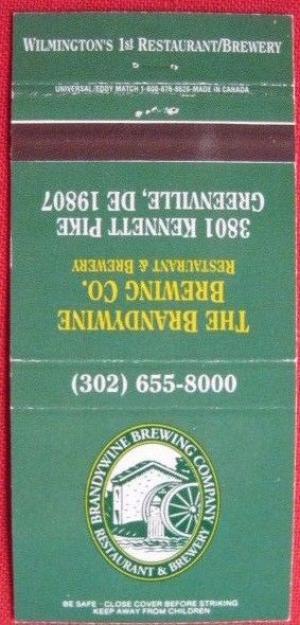 WILMINGTON'S 1st RESTAURANT/BREWERY
UNIVERSAL/EDDY MATCH 1-800-876-8626-MADE IN CANADA
THE BRANDYWINE
BREWING CO.
RESTAURANT & BREWERY
3801 KENNETT PIKE
GREENVILLE, DE 19807
(302) 655-8000
BRANDYWINE BREWING COMPANY
RESTAURANT & BREWERY
BE SAFE - CLOSE COVER BEFORE STRIKING
KEEP AWAY FROM CHILDREN